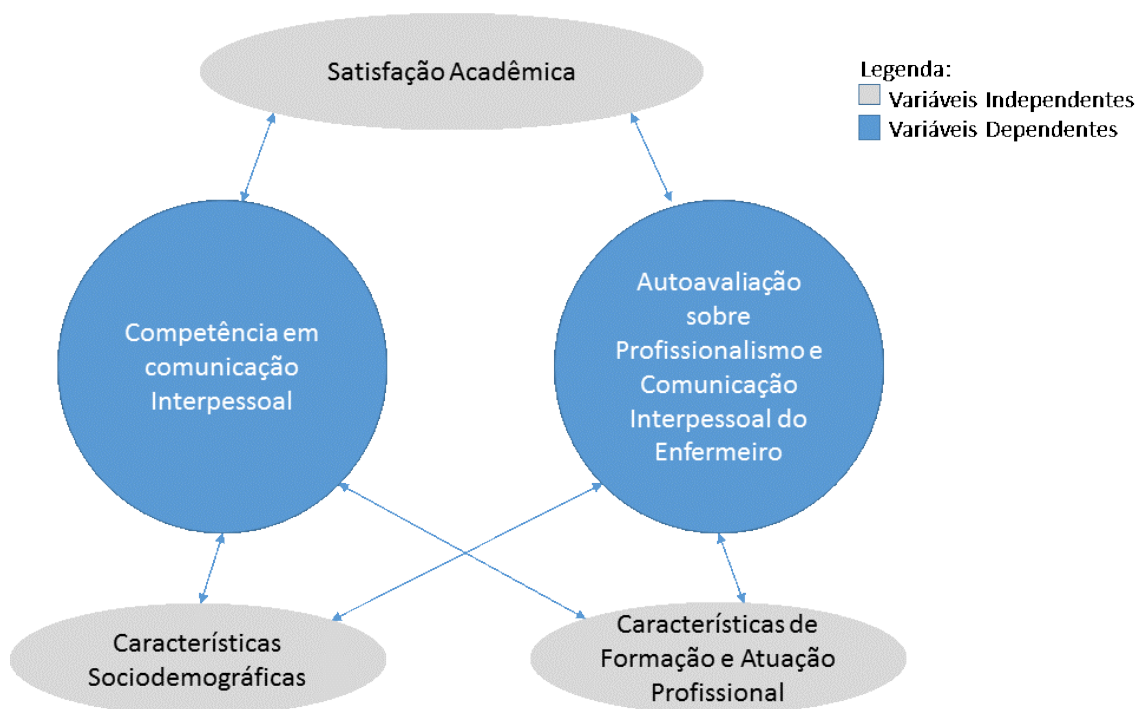 Satisfação Acadêmica
Legenda:
Variáveis Independentes
Variáveis Dependentes
Competência em
comunicação
Interpessoal
Autoavaliação
sobre
Profissionalismo e
Comunicação
Interpessoal do
Enfermeiro
Características
Sociodemográficas
Características de
Formação e Atuação
Profissional